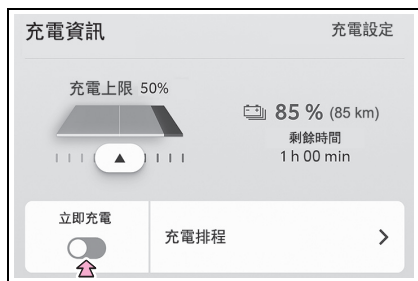 充電資訊
充電設定
充電上限 50%
85 % (85 km)
剩餘時間
1 h 00 min
立即充電
充電排程